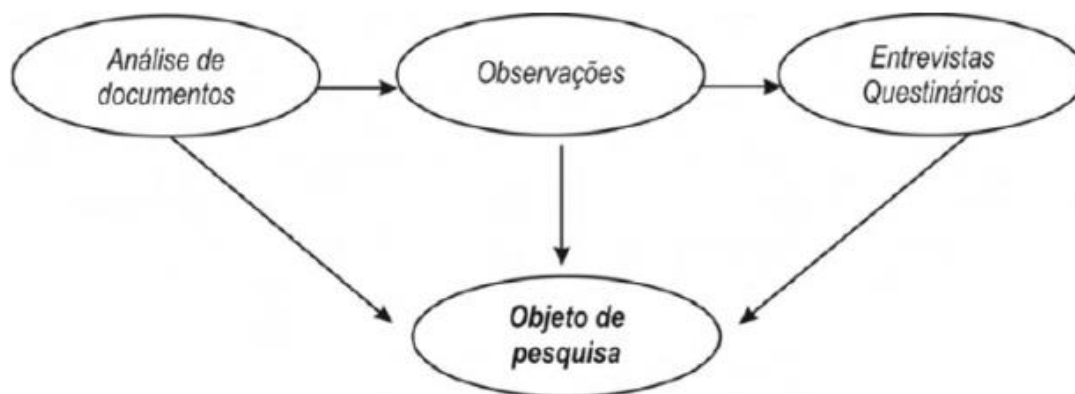 Análise de
documentos
Observações
Entrevistas
Questinários
Objeto de
pesquisa